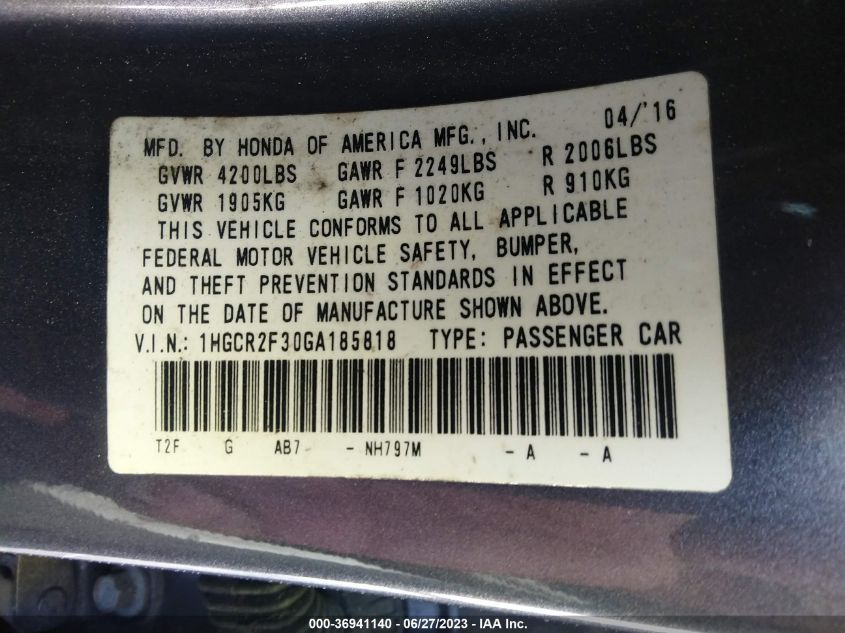 MFD. BY HONDA OF AMERICA MFG., INC. 04/'16
GVWR 4200LBS GAWR F 2249LBS R 2006LBS
GVWR 1905KG GAWR F 1020KG R 910KG
THIS VEHICLE CONFORMS TO ALL APPLICABLE
FEDERAL MOTOR VEHICLE SAFETY, BUMPER,
AND THEFT PREVENTION STANDARDS IN EFFECT
ON THE DATE OF MANUFACTURE SHOWN ABOVE.
V.I.N.: 1HGCR2F30GA185818 TYPE: PASSENGER CAR
T2F G AB7 - NH797M - A - A
000-36941140 - 06/27/2023 - IAA Inc.